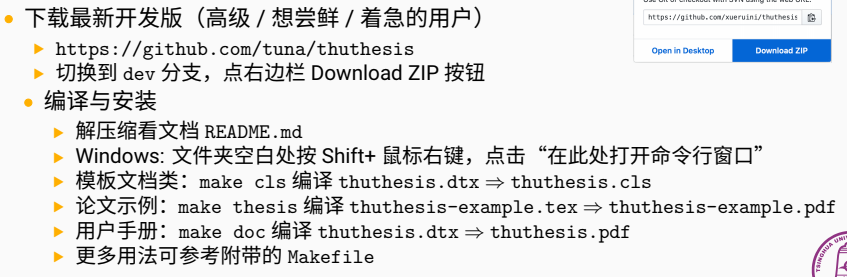 Use Git or checkout with SVN using the web URL.
https://github.com/xueruini/thuthesis
Open in Desktop
Download ZIP
下载最新开发版（高级 / 想尝鲜 / 着急的用户）
https://github.com/tuna/thuthesis
切换到 dev 分支，点右边栏 Download ZIP 按钮
编译与安装
解压缩看文档 README.md
Windows: 文件夹空白处按 Shift+ 鼠标右键，点击“在此处打开命令行窗口”
模板文档类：make cls 编译 thuthesis.dtx ⇒ thuthesis.cls
论文示例：make thesis 编译 thuthesis-example.tex ⇒ thuthesis-example.pdf
用户手册：make doc 编译 thuthesis.dtx ⇒ thuthesis.pdf
更多用法可参考附带的 Makefile